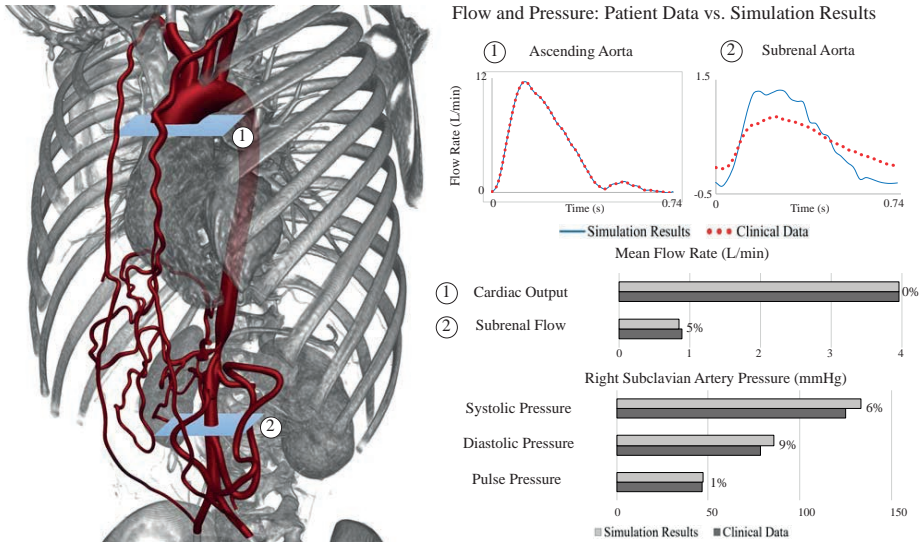 Flow and Pressure: Patient Data vs. Simulation Results
1 Ascending Aorta
2 Subrenal Aorta
12
Flow Rate (L/min)
0
0 Time (s) 0.74
1.5
-0.5
0 Time (s) 0.74
Simulation Results Clinical Data
Mean Flow Rate (L/min)
1 Cardiac Output 0%
2 Subrenal Flow 5%
0 1 2 3 4
Right Subclavian Artery Pressure (mmHg)
Systolic Pressure 6%
Diastolic Pressure 9%
Pulse Pressure 1%
0 50 100 150
Simulation Results Clinical Data
1
2